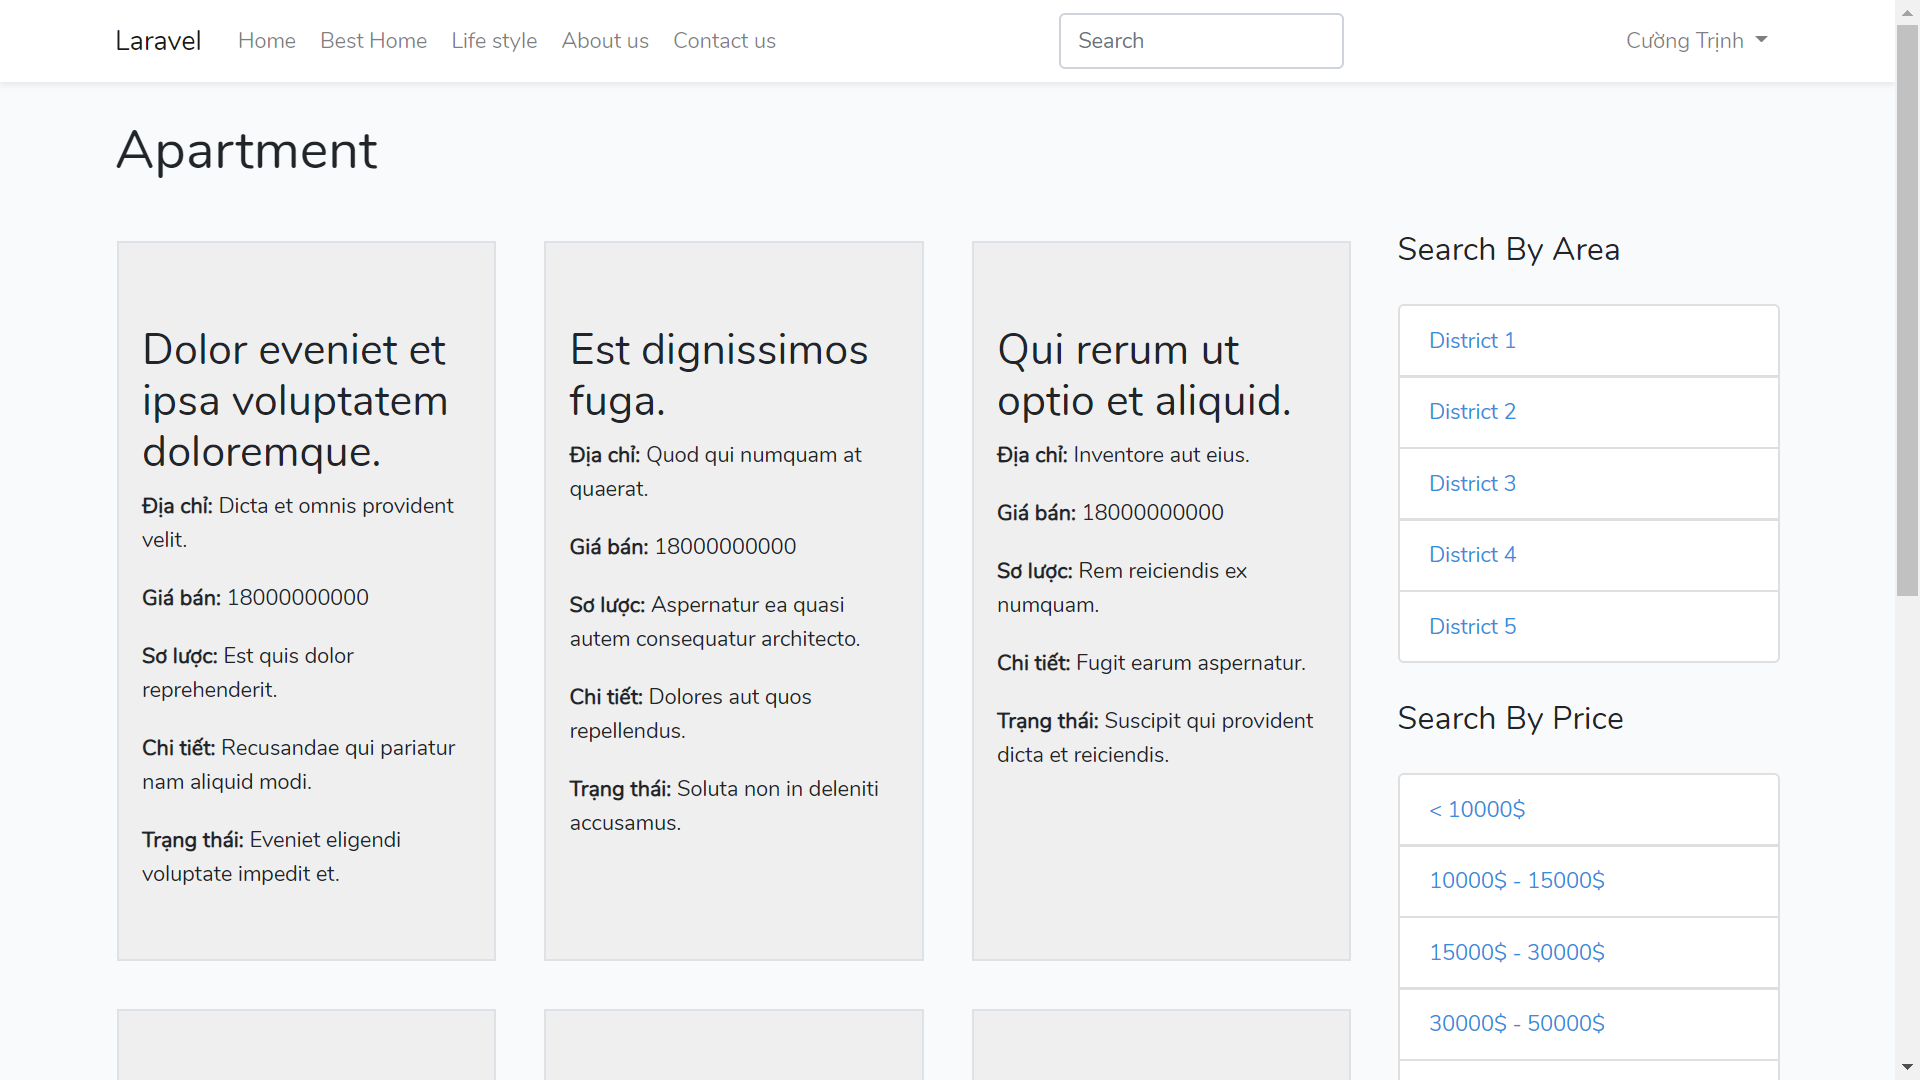 Laravel Home Best Home Life style About us Contact us Search Cường Trịnh
Apartment
Dolor eveniet et
ipsa voluptatem
doloremque.
Địa chỉ: Dicta et omnis provident
velit.
Giá bán: 18000000000
Sơ lược: Est quis dolor
reprehenderit.
Chi tiết: Recusandae qui pariatur
nam aliquid modi.
Trạng thái: Eveniet eligendi
voluptate impedit et.
Est dignissimos
fuga.
Địa chỉ: Quod qui numquam at
quaerat.
Giá bán: 18000000000
Sơ lược: Aspernatur ea quasi
autem consequatur architecto.
Chi tiết: Dolores aut quos
repellendus.
Trạng thái: Soluta non in deleniti
accusamus.
Qui rerum ut
optio et aliquid.
Địa chỉ: Inventore aut eius.
Giá bán: 18000000000
Sơ lược: Rem reiciendis ex
numquam.
Chi tiết: Fugit earum aspernatur.
Trạng thái: Suscipit qui provident
dicta et reiciendis.
Search By Area
District 1
District 2
District 3
District 4
District 5
Search By Price
< 10000$
10000$ - 15000$
15000$ - 30000$
30000$ - 50000$